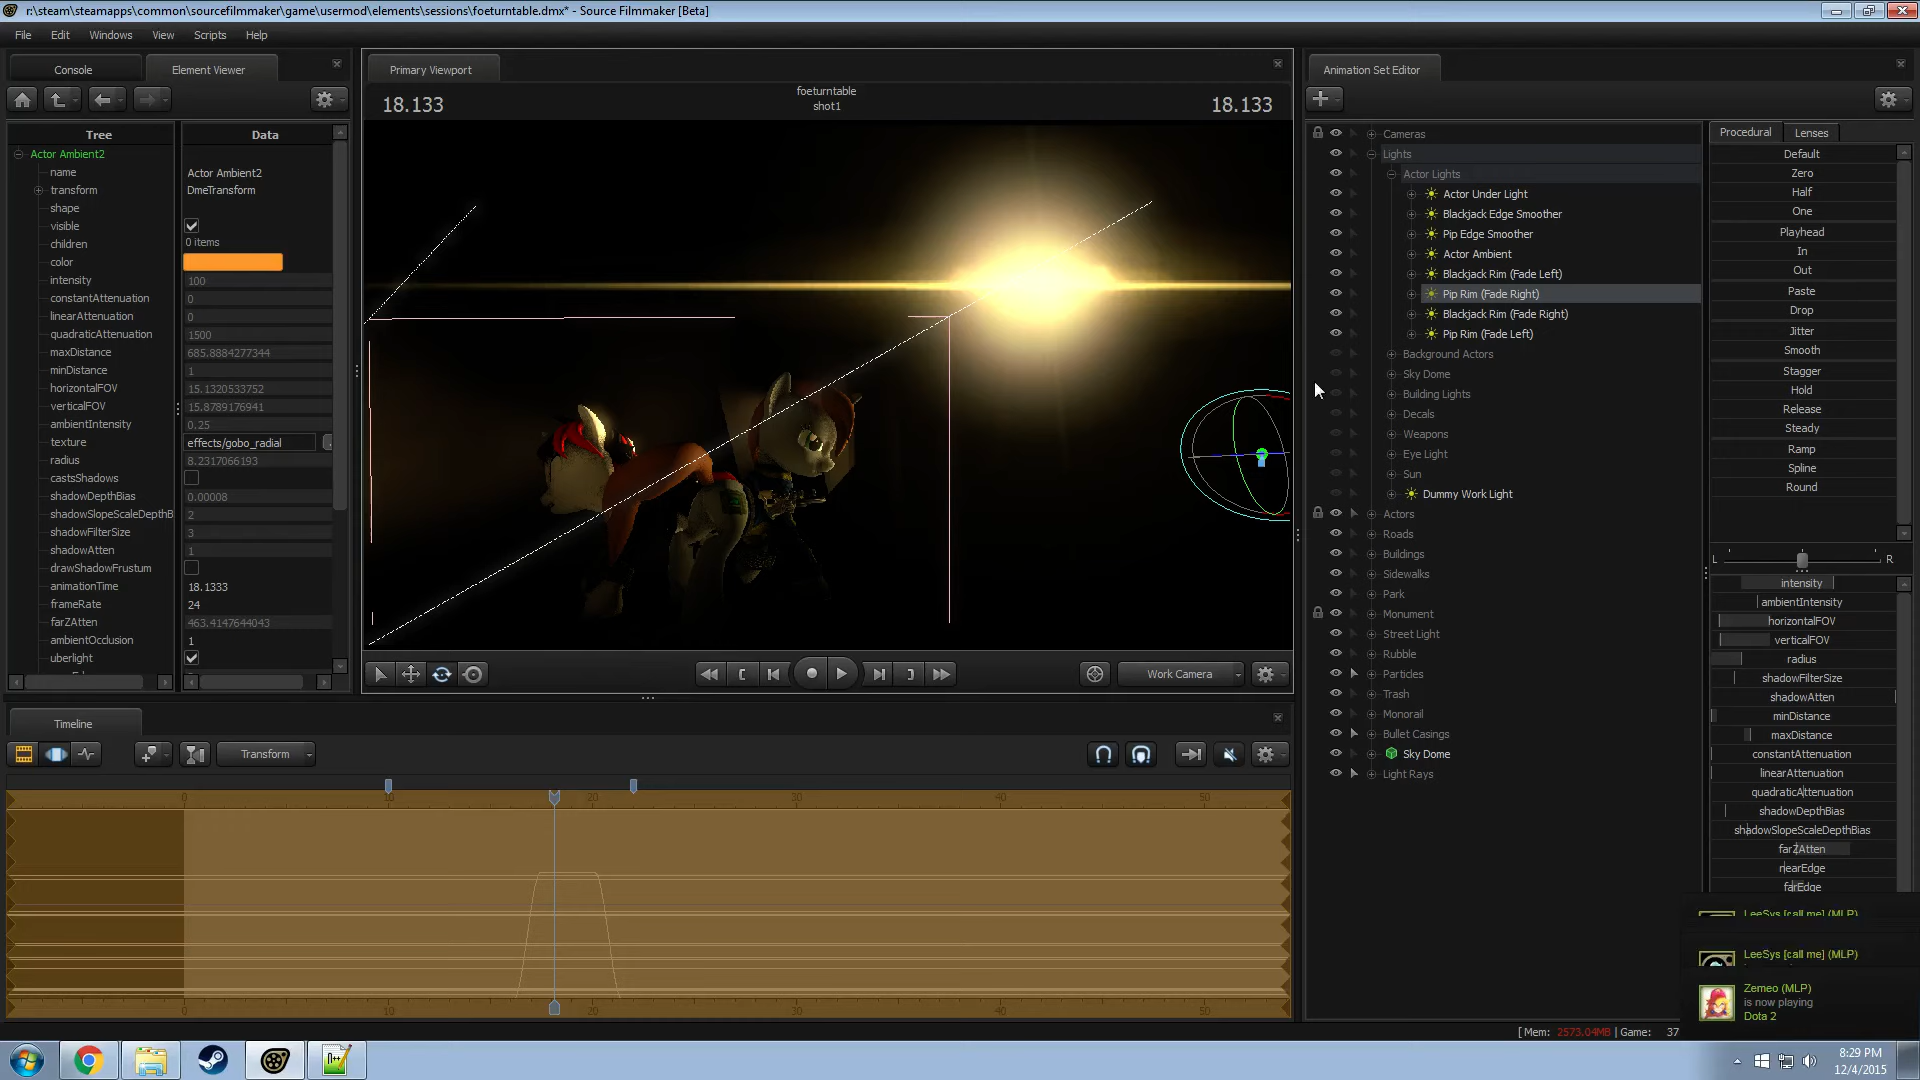 r:\steam\steamapps\common\sourcefilmmaker\game\usermod\elements\sessions\foeturntable.dmx* - Source Filmmaker [Beta]
File Edit Windows View Scripts Help
Console Element Viewer
Tree Data
Actor Ambient2
name Actor Ambient2
transform DmeTransform
shape
visible
children 0 items
color
intensity 100
constantAttenuation 0
linearAttenuation 0
quadraticAttenuation 1500
maxDistance 685.8884277344
minDistance 1
horizontalFOV 15.1320533752
verticalFOV 15.8789176941
ambientIntensity 0.25
texture effects/gobo_radial
radius 8.2317066193
castsShadows
shadowDepthBias 0.00008
shadowSlopeScaleDepthB 2
shadowFilterSize 3
shadowAtten 1
drawShadowFrustum
animationTime 18.1333
frameRate 24
farZAtten 463.4147644043
ambientOcclusion 1
uberlight
Primary Viewport
18.133 foeturntable 18.133
shot1
Work Camera
Timeline
Transform
0 10 20 30 40 50
10 20 30 40 50
Animation Set Editor
Cameras
Lights
Actor Lights
Actor Under Light
Blackjack Edge Smoother
Pip Edge Smoother
Actor Ambient
Blackjack Rim (Fade Left)
Pip Rim (Fade Right)
Blackjack Rim (Fade Right)
Pip Rim (Fade Left)
Background Actors
Sky Dome
Building Lights
Decals
Weapons
Eye Light
Sun
Dummy Work Light
Actors
Roads
Buildings
Sidewalks
Park
Monument
Street Light
Rubble
Particles
Trash
Monorail
Bullet Casings
Sky Dome
Light Rays
Procedural Lenses
Default
Zero
Half
One
Playhead
In
Out
Paste
Drop
Jitter
Smooth
Stagger
Hold
Release
Steady
Ramp
Spline
Round
L R
intensity
ambientIntensity
horizontalFOV
verticalFOV
radius
shadowFilterSize
shadowAtten
minDistance
maxDistance
constantAttenuation
linearAttenuation
quadraticAttenuation
shadowDepthBias
shadowSlopeScaleDepthBias
farZAtten
nearEdge
farEdge
LeeSys [call me] (MLP)
LeeSys [call me] (MLP)
Zemeo (MLP)
is now playing
Dota 2
[ Mem: 2573.04MB | Game: 37
8:29 PM
12/4/2015